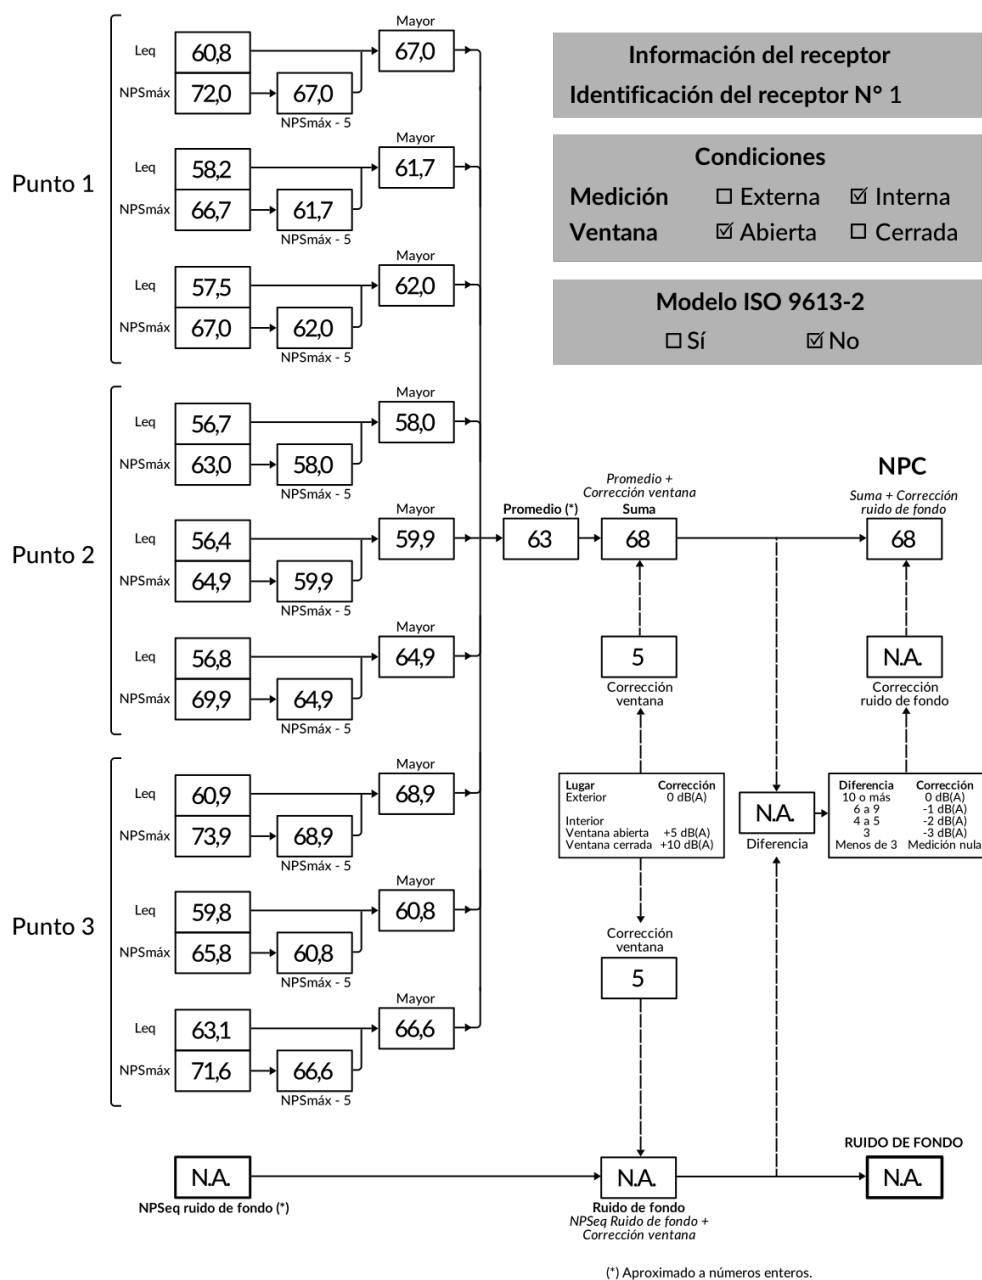 Información del receptor
Identificación del receptor N° 1
Condiciones
Medición ☐ Externa ☑ Interna
Ventana ☑ Abierta ☐ Cerrada
Modelo ISO 9613-2
☐ Sí ☑ No
Punto 1
Mayor
Leq 60,8 67,0
NPSmáx 72,0 67,0
NPSmáx - 5
Mayor
Leq 58,2 61,7
NPSmáx 66,7 61,7
NPSmáx - 5
Mayor
Leq 57,5 62,0
NPSmáx 67,0 62,0
NPSmáx - 5
Punto 2
Mayor
Leq 56,7 58,0
NPSmáx 63,0 58,0
NPSmáx - 5
Mayor
Leq 56,4 59,9
NPSmáx 64,9 59,9
NPSmáx - 5
Mayor
Leq 56,8 64,9
NPSmáx 69,9 64,9
NPSmáx - 5
Punto 3
Mayor
Leq 60,9 68,9
NPSmáx 73,9 68,9
NPSmáx - 5
Mayor
Leq 59,8 60,8
NPSmáx 65,8 60,8
NPSmáx - 5
Mayor
Leq 63,1 66,6
NPSmáx 71,6 66,6
NPSmáx - 5
Promedio (*)
63
Promedio +
Corrección ventana
Suma
68
5
Corrección
ventana
Lugar Corrección
Exterior 0 dB(A)
Interior
Ventana abierta +5 dB(A)
Ventana cerrada +10 dB(A)
Corrección
ventana
5
NPC
Suma + Corrección
ruido de fondo
68
N.A.
Corrección
ruido de fondo
N.A.
Diferencia
Diferencia Corrección
10 o más 0 dB(A)
6 a 9 -1 dB(A)
4 a 5 -2 dB(A)
3 -3 dB(A)
Menos de 3 Medición nula
N.A.
NPSeq ruido de fondo (*)
N.A.
Ruido de fondo
NPSeq Ruido de fondo +
Corrección ventana
RUIDO DE FONDO
N.A.
(*) Aproximado a números enteros.